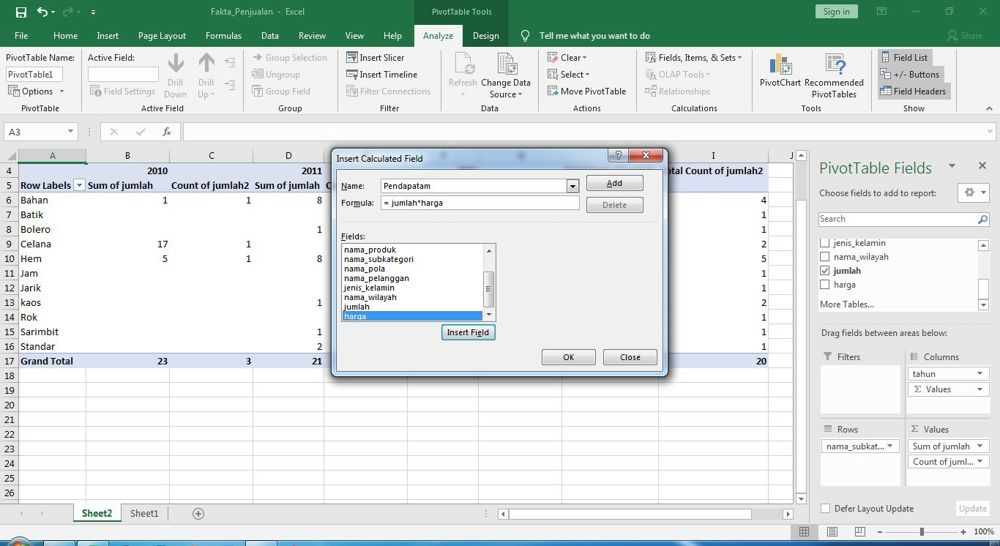 Fakta_Penjualan - Excel
PivotTable Tools
Sign in
File Home Insert Page Layout Formulas Data Review View Help Analyze Design Tell me what you want to do Share
PivotTable Name:
PivotTable1
Options
PivotTable
Active Field:
Field Settings
Drill Down
Drill Up
Active Field
Group Selection
Ungroup
Group Field
Group
Insert Slicer
Insert Timeline
Filter Connections
Filter
Refresh
Change Data Source
Data
Clear
Select
Move PivotTable
Actions
Fields, Items, & Sets
OLAP Tools
Relationships
Calculations
PivotChart
Recommended PivotTables
Tools
Field List
+/- Buttons
Field Headers
Show
A3 fx
A B C D I J
4 2010 2011 Total Count of jumlah2
5 Row Labels Sum of jumlah Count of jumlah2 Sum of jumlah
6 Bahan 1 1 8 4
7 Batik 1
8 Bolero 1 1
9 Celana 17 1 2
10 Hem 5 1 8 5
11 Jam 1
12 Jarik 1
13 kaos 1 2
14 Rok 1
15 Sarimbit 1 1
16 Standar 2 1
17 Grand Total 23 3 21 20
18
19
20
21
22
23
24
25
26
Insert Calculated Field
Name: Pendapatam Add
Formula: = jumlah*harga Delete
Fields:
nama_produk
nama_subkategori
nama_pola
nama_pelanggan
jenis_kelamin
nama_wilayah
jumlah
harga
Insert Field
OK Close
PivotTable Fields
Choose fields to add to report:
Search
jenis_kelamin
nama_wilayah
jumlah
harga
More Tables...
Drag fields between areas below:
Filters
Columns
tahun
Σ Values
Rows
nama_subkat...
Σ Values
Sum of jumlah
Count of juml...
Defer Layout Update Update
Sheet2 Sheet1
100%